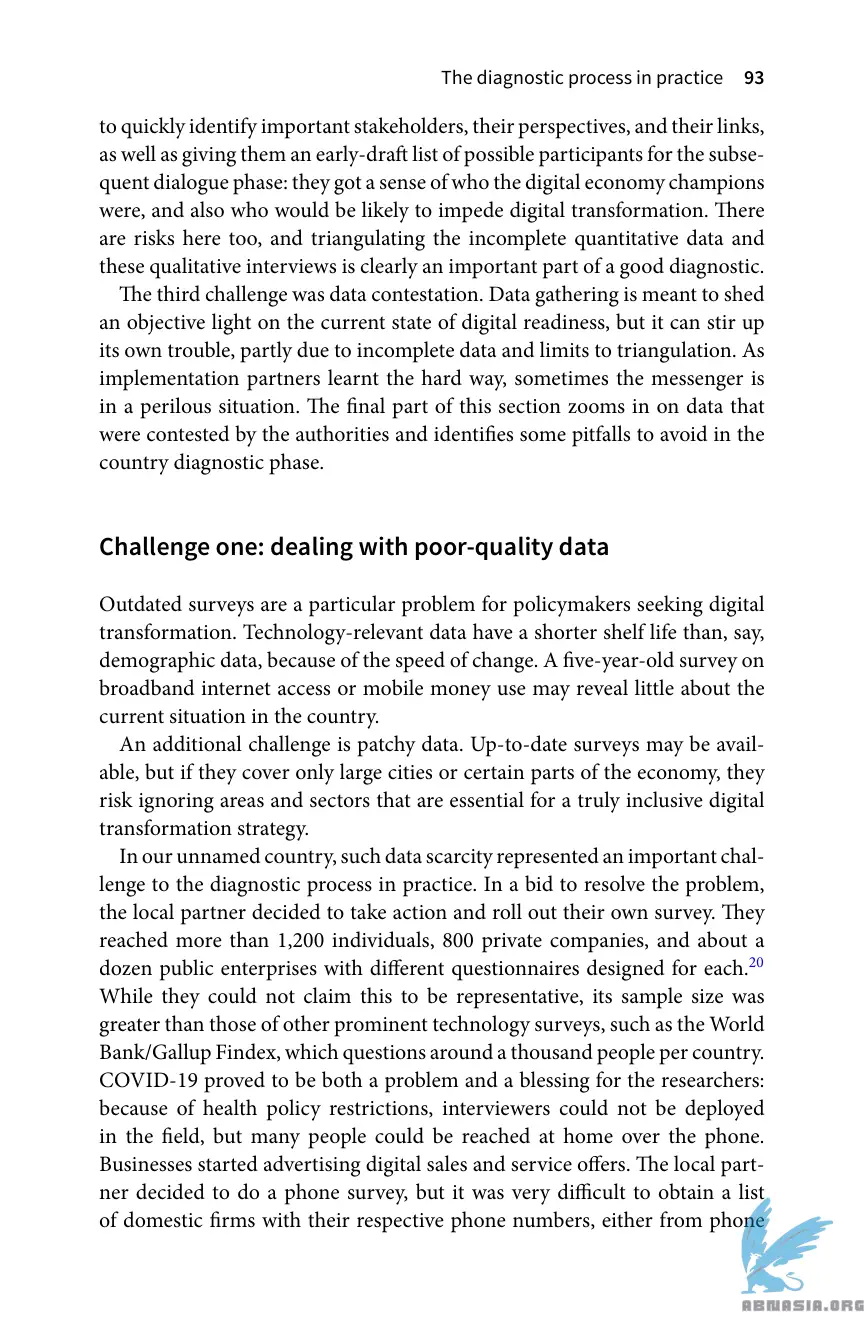 The diagnostic process in practice 93
to quickly identify important stakeholders, their perspectives, and their links,
as well as giving them an early-draft list of possible participants for the subse-
quent dialogue phase: they got a sense of who the digital economy champions
were, and also who would be likely to impede digital transformation. There
are risks here too, and triangulating the incomplete quantitative data and
these qualitative interviews is clearly an important part of a good diagnostic.
The third challenge was data contestation. Data gathering is meant to shed
an objective light on the current state of digital readiness, but it can stir up
its own trouble, partly due to incomplete data and limits to triangulation. As
implementation partners learnt the hard way, sometimes the messenger is
in a perilous situation. The final part of this section zooms in on data that
were contested by the authorities and identifies some pitfalls to avoid in the
country diagnostic phase.
Challenge one: dealing with poor-quality data
Outdated surveys are a particular problem for policymakers seeking digital
transformation. Technology-relevant data have a shorter shelf life than, say,
demographic data, because of the speed of change. A five-year-old survey on
broadband internet access or mobile money use may reveal little about the
current situation in the country.
An additional challenge is patchy data. Up-to-date surveys may be avail-
able, but if they cover only large cities or certain parts of the economy, they
risk ignoring areas and sectors that are essential for a truly inclusive digital
transformation strategy.
In our unnamed country, such data scarcity represented an important chal-
lenge to the diagnostic process in practice. In a bid to resolve the problem,
the local partner decided to take action and roll out their own survey. They
reached more than 1,200 individuals, 800 private companies, and about a
dozen public enterprises with different questionnaires designed for each.20
While they could not claim this to be representative, its sample size was
greater than those of other prominent technology surveys, such as the World
Bank/Gallup Findex, which questions around a thousand people per country.
COVID-19 proved to be both a problem and a blessing for the researchers:
because of health policy restrictions, interviewers could not be deployed
in the field, but many people could be reached at home over the phone.
Businesses started advertising digital sales and service offers. The local part-
ner decided to do a phone survey, but it was very difficult to obtain a list
of domestic firms with their respective phone numbers, either from phone
ABNASIA.ORG